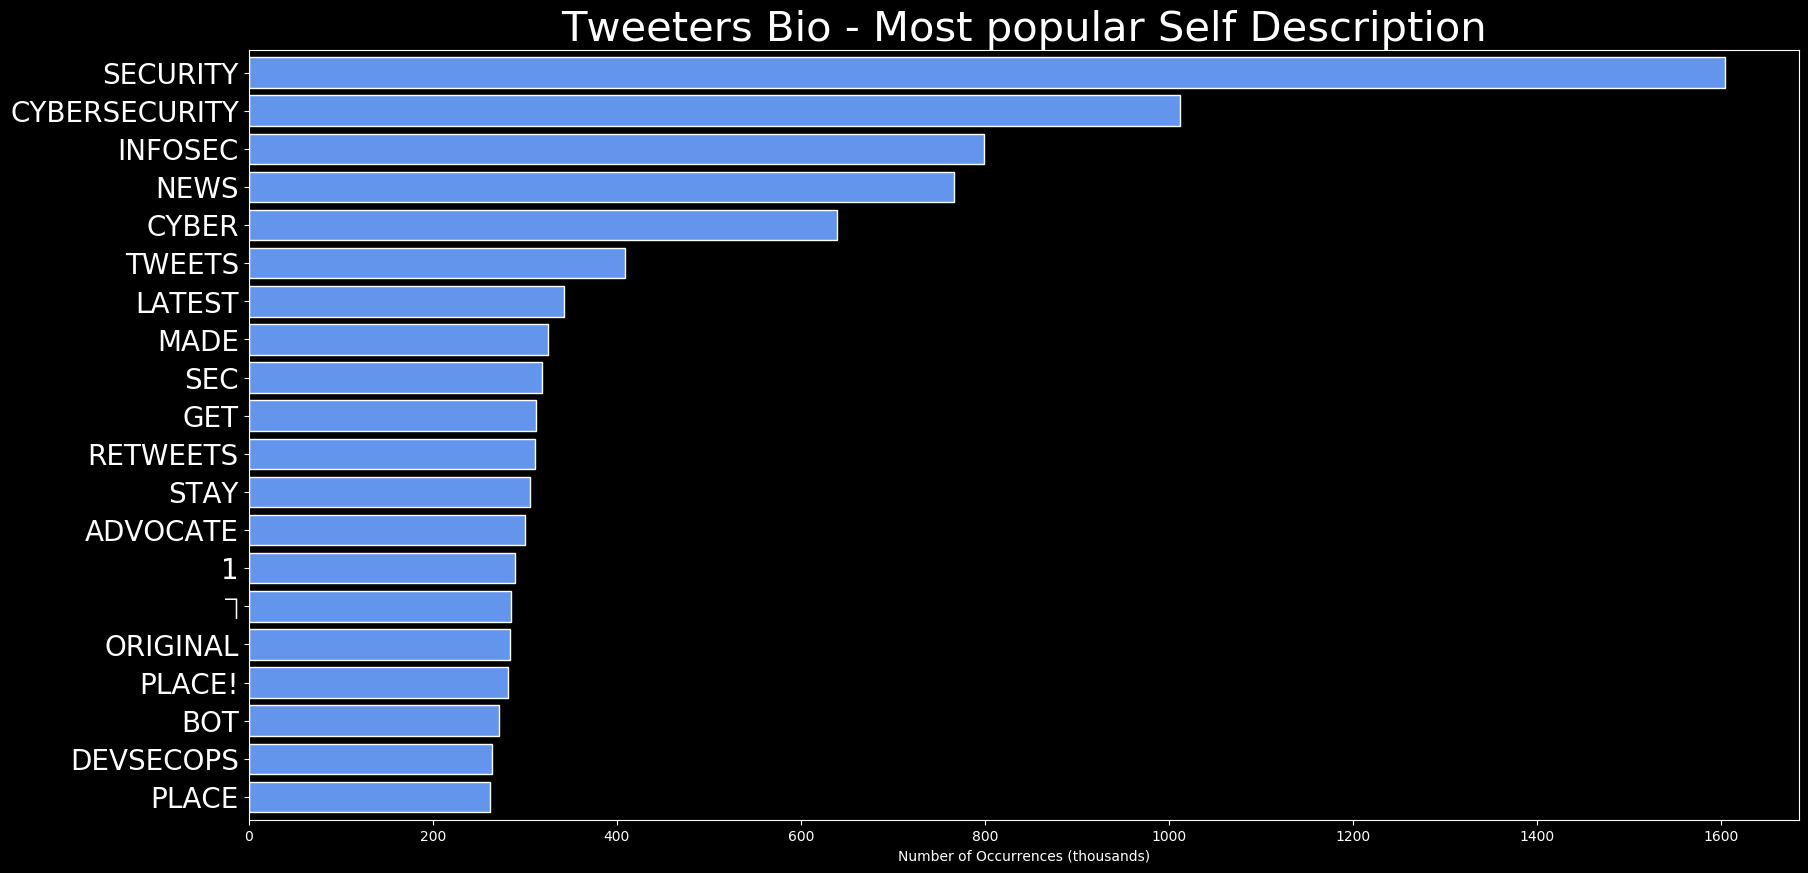 Tweeters Bio - Most popular Self Description
SECURITY
CYBERSECURITY
INFOSEC
NEWS
CYBER
TWEETS
LATEST
MADE
SEC
GET
RETWEETS
STAY
ADVOCATE
1
ORIGINAL
PLACE!
BOT
DEVSECOPS
PLACE
0 200 400 600 800 1000 1200 1400 1600
Number of Occurrences (thousands)